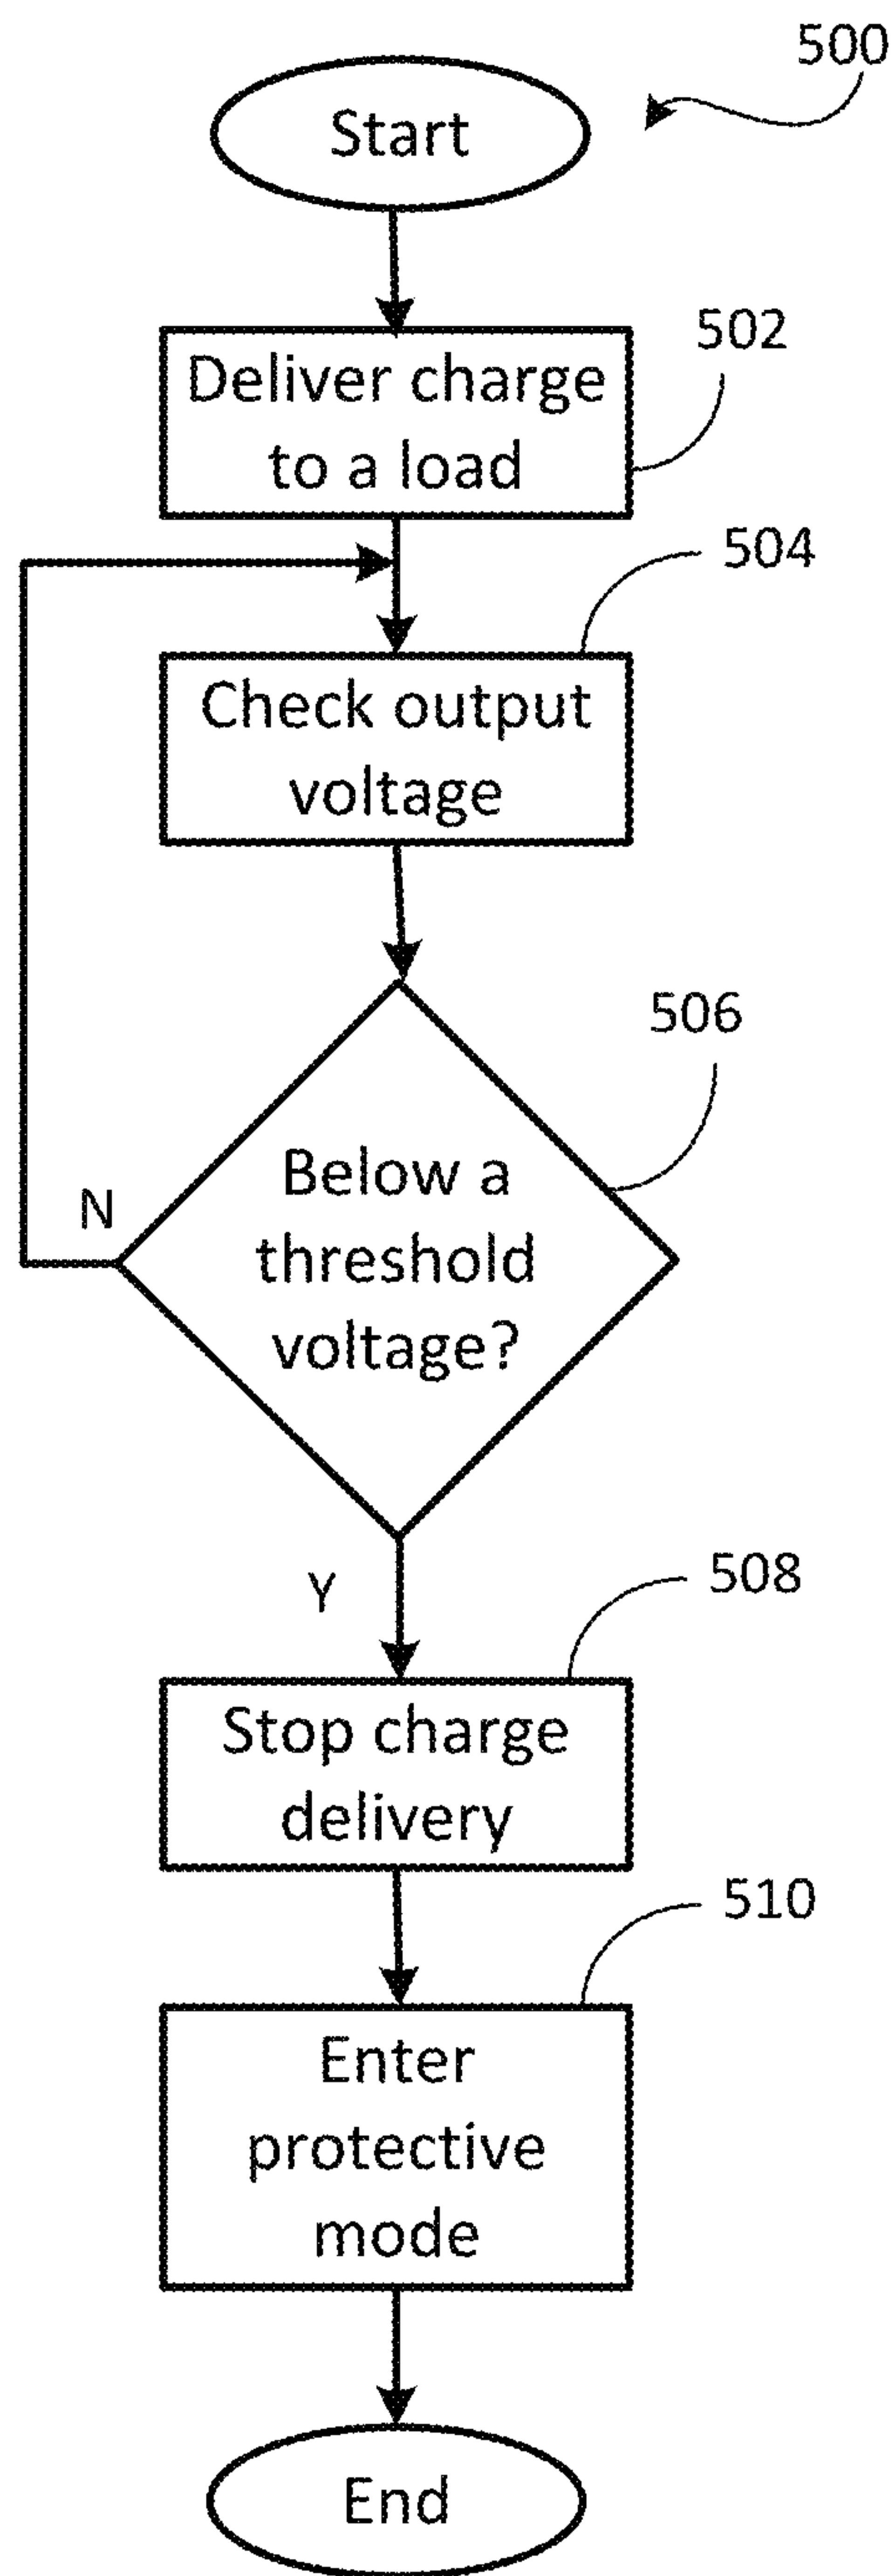 500
Start
Deliver charge
to a load
502
504
Check output
voltage
506
Below a
threshold
voltage?
N
Y
508
Stop charge
delivery
510
Enter
protective
mode
End